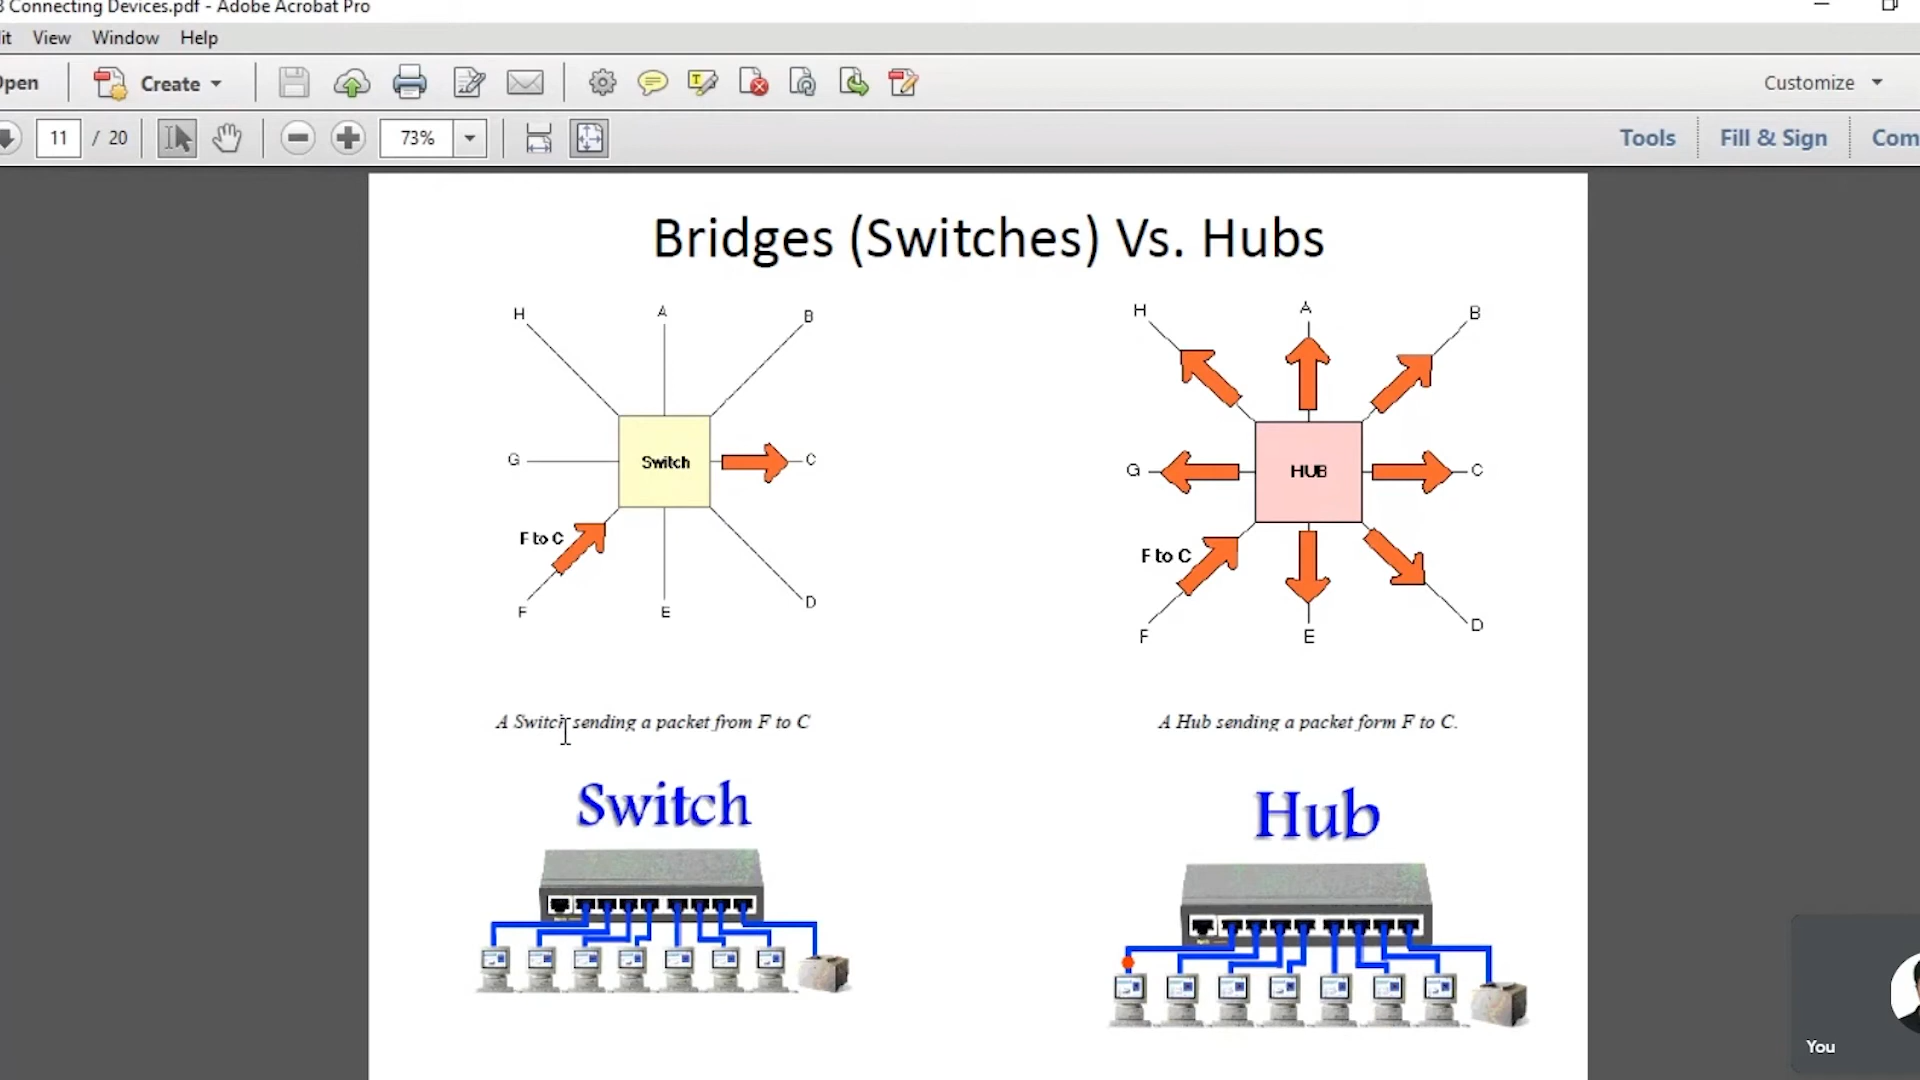 3 Connecting Devices.pdf - Adobe Acrobat Pro
it View Window Help
Open Create Customize
11 / 20 73% Tools Fill & Sign Com
Bridges (Switches) Vs. Hubs
H A B
G Switch C
F to C
F E D
H A B
G HUB C
F to C
F E D
A Switch sending a packet from F to C
A Hub sending a packet form F to C.
Switch
Hub
You